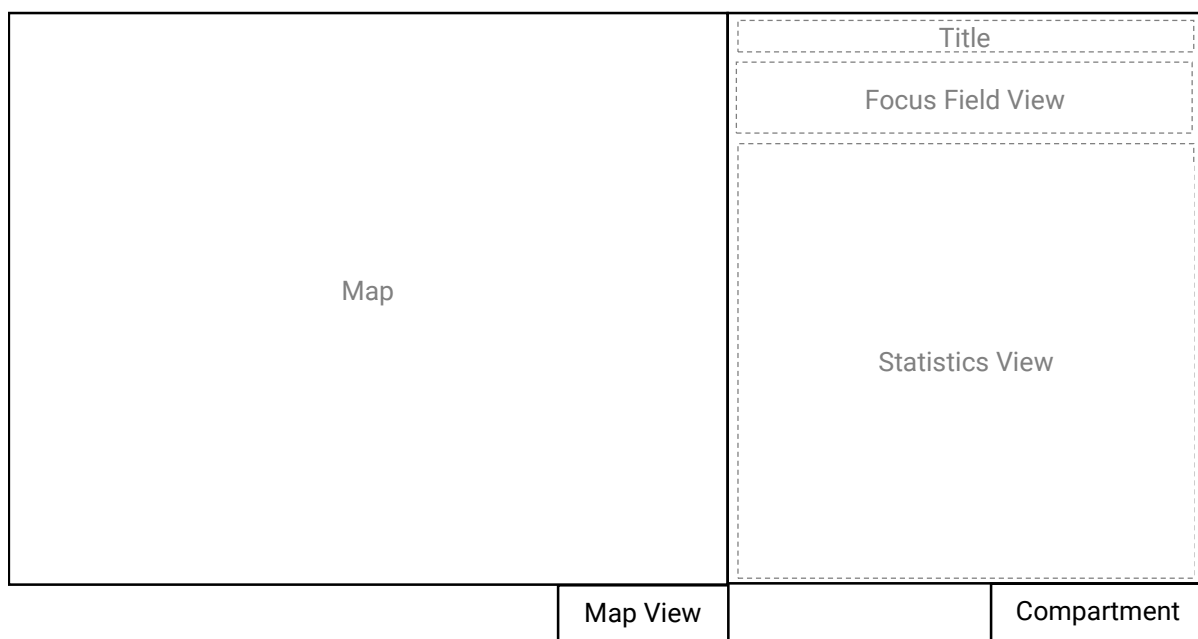 Title
Focus Field View
Map
Statistics View
Map View
Compartment